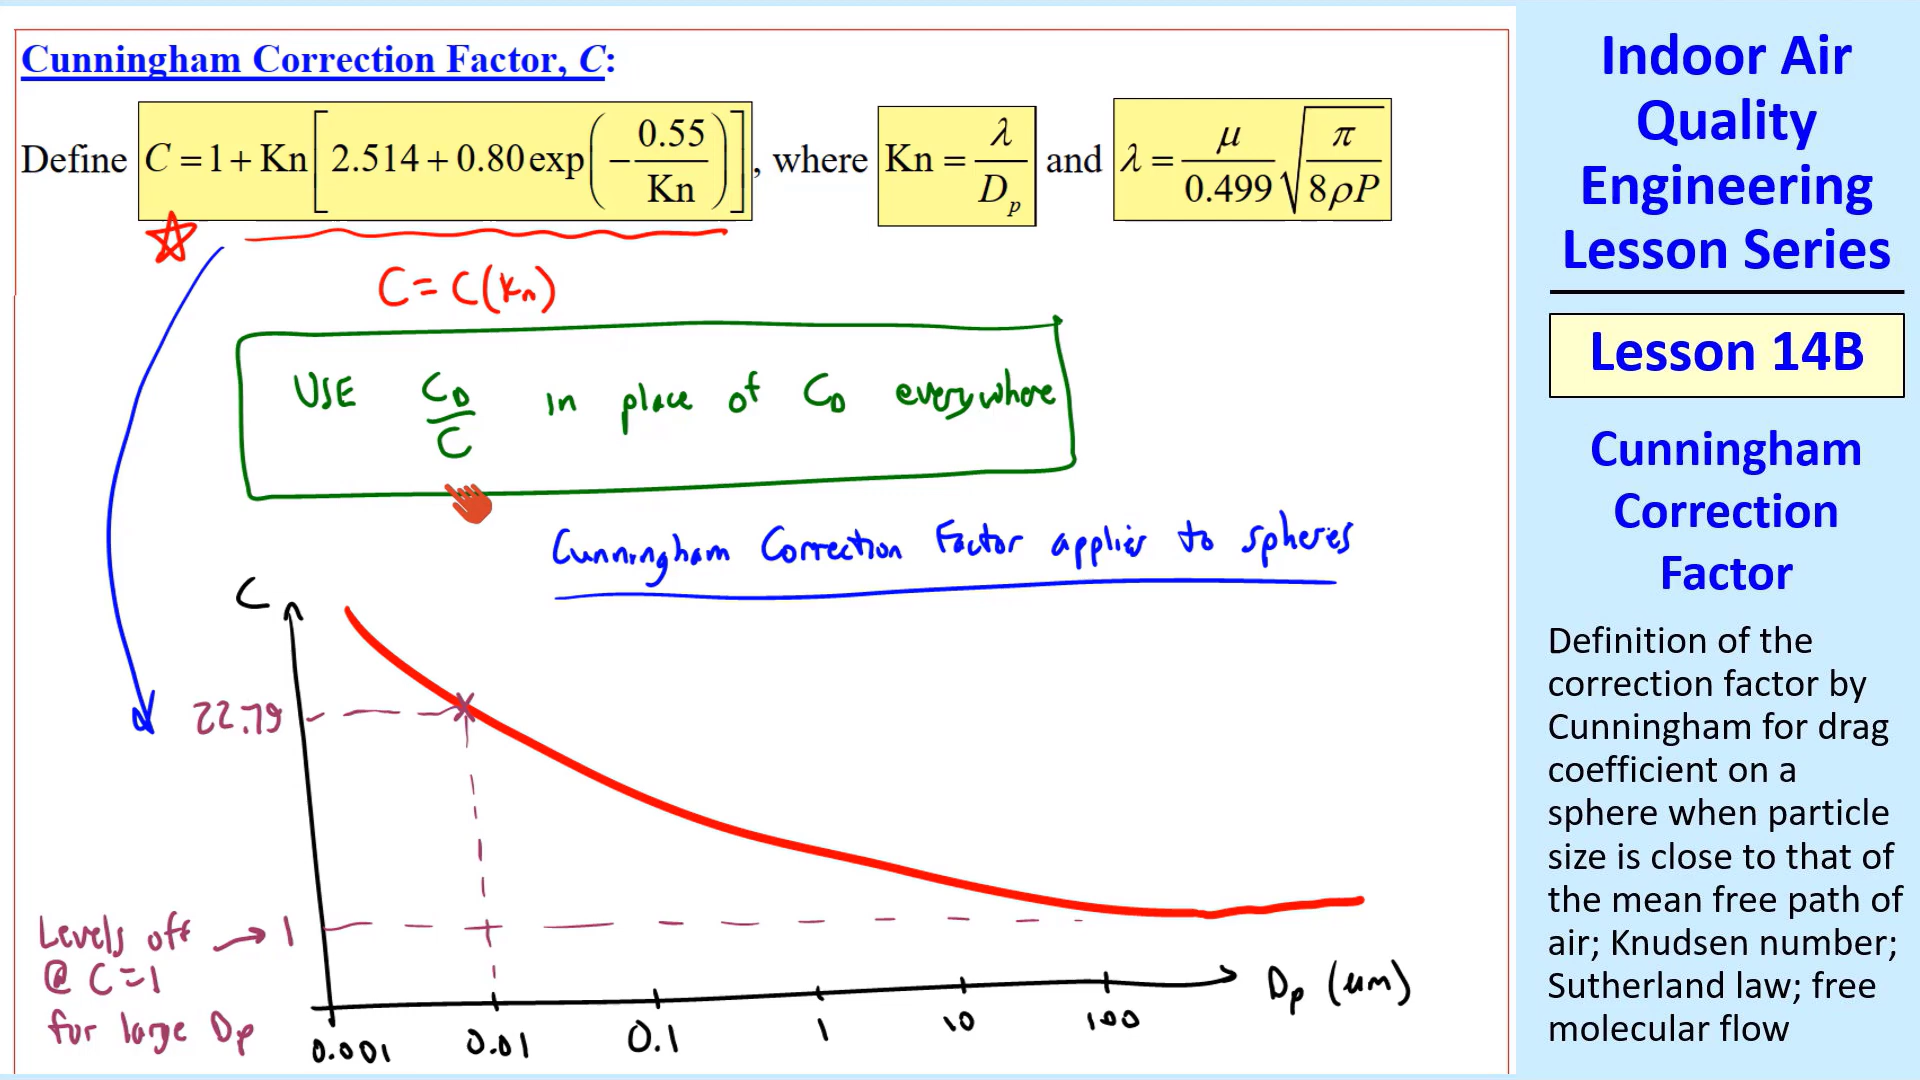 Cunningham Correction Factor, C:
Define C = 1 + Kn[2.514 + 0.80 exp(−0.55/Kn)], where Kn = λ/Dₚ and λ = μ/0.499 √(π/8ρP)
C = C(Kn)
USE C_D/C in place of C_D everywhere
Cunningham Correction Factor applies to spheres
C
22.79
Levels off → 1
@ C=1
for large Dₚ
0.001 0.01 0.1 1 10 100
Dₚ (μm)
Indoor Air
Quality
Engineering
Lesson Series
Lesson 14B
Cunningham
Correction
Factor
Definition of the
correction factor by
Cunningham for drag
coefficient on a
sphere when particle
size is close to that of
the mean free path of
air; Knudsen number;
Sutherland law; free
molecular flow